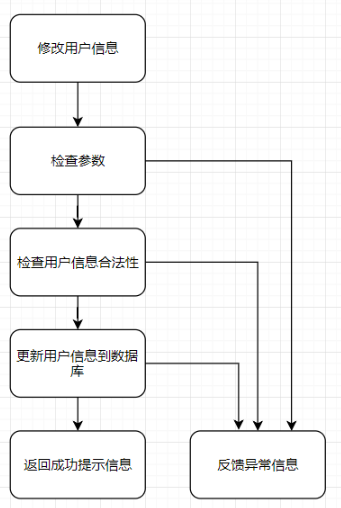 修改用户信息
检查参数
检查用户信息合法性
更新用户信息到数据
库
返回成功提示信息
反馈异常信息